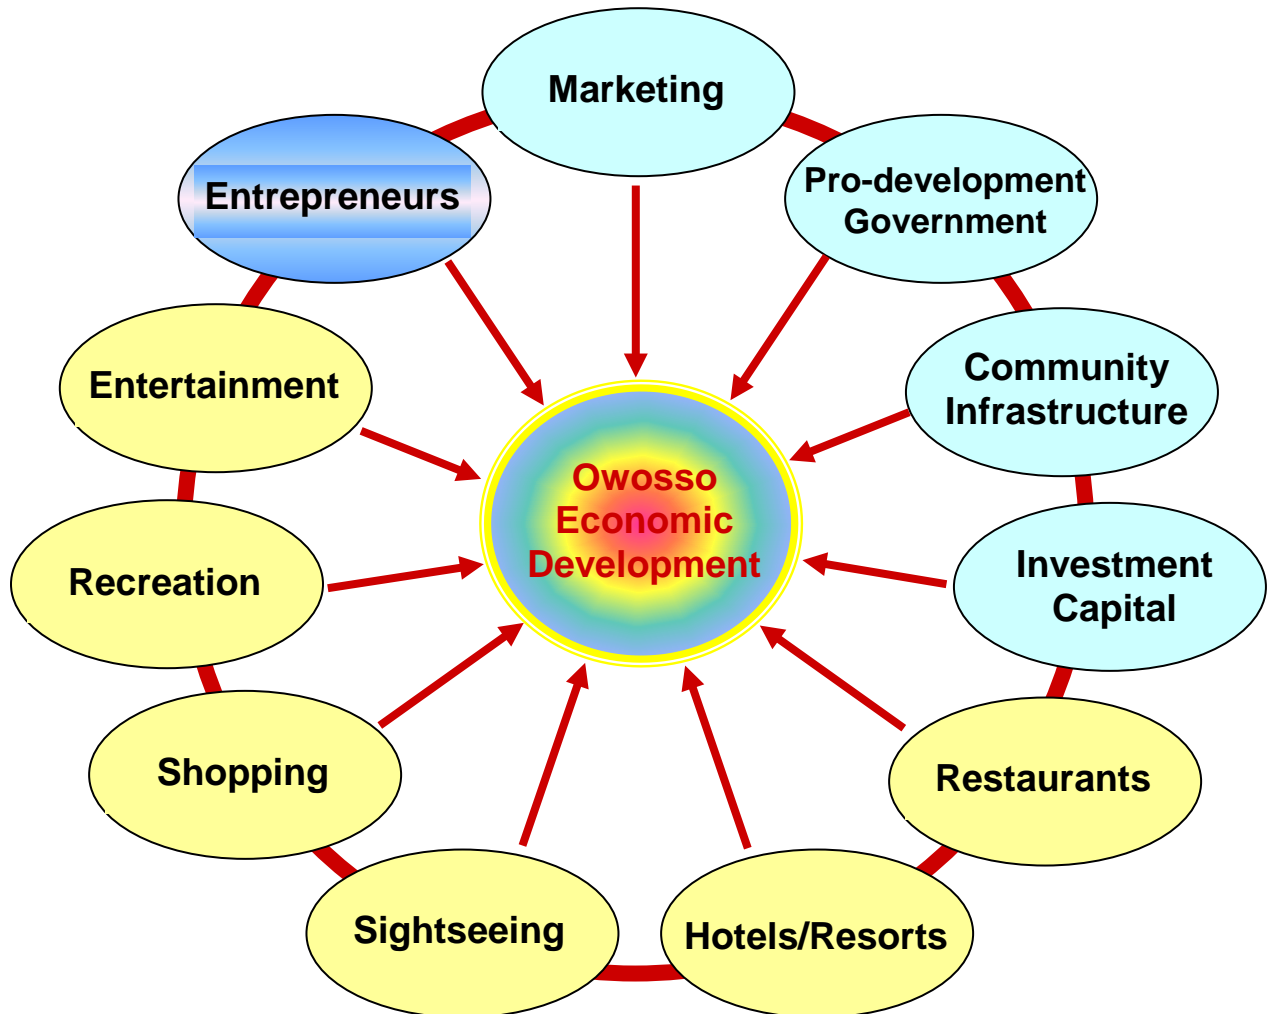 Marketing
Entrepreneurs
Pro-development
Government
Entertainment
Community
Infrastructure
Owosso
Economic
Development
Recreation
Investment
Capital
Shopping
Restaurants
Sightseeing
Hotels/Resorts